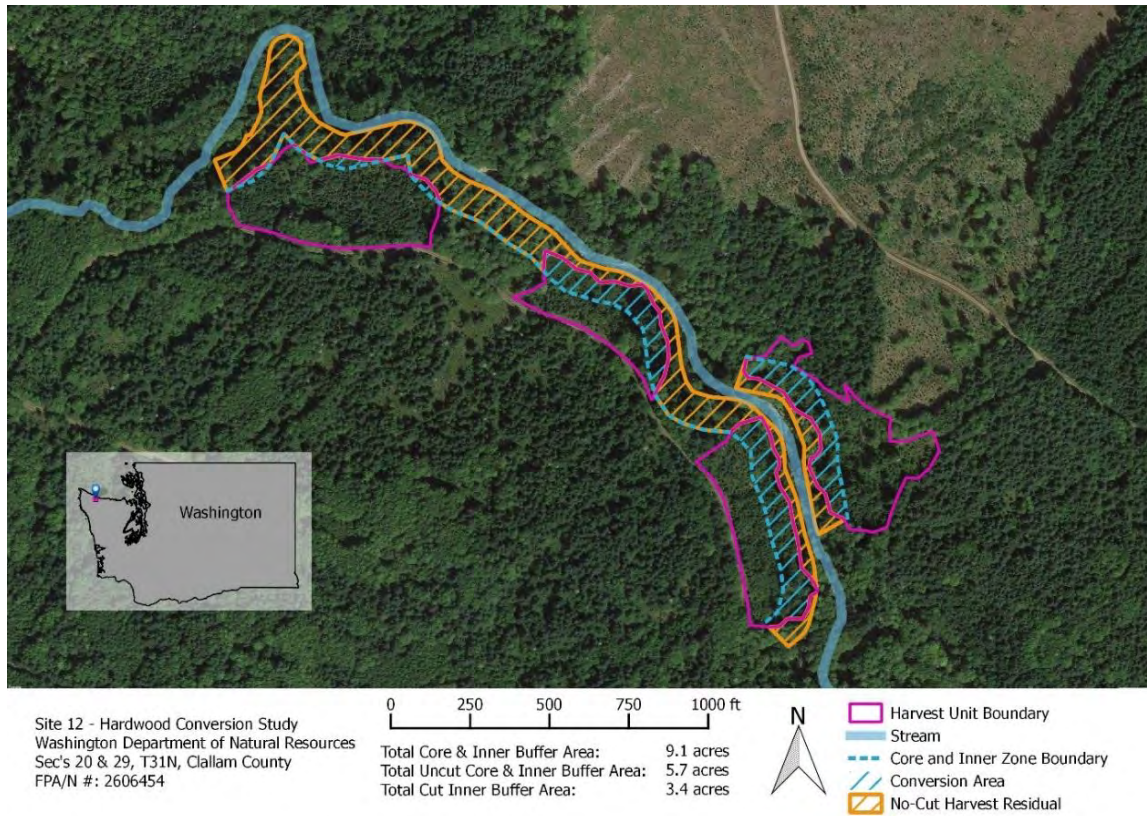 Washington
Site 12 - Hardwood Conversion Study
Washington Department of Natural Resources
Sec's 20 & 29, T31N, Clallam County
FPA/N #: 2606454
0 250 500 750 1000 ft
Total Core & Inner Buffer Area: 9.1 acres
Total Uncut Core & Inner Buffer Area: 5.7 acres
Total Cut Inner Buffer Area: 3.4 acres
N
Harvest Unit Boundary
Stream
Core and Inner Zone Boundary
Conversion Area
No-Cut Harvest Residual